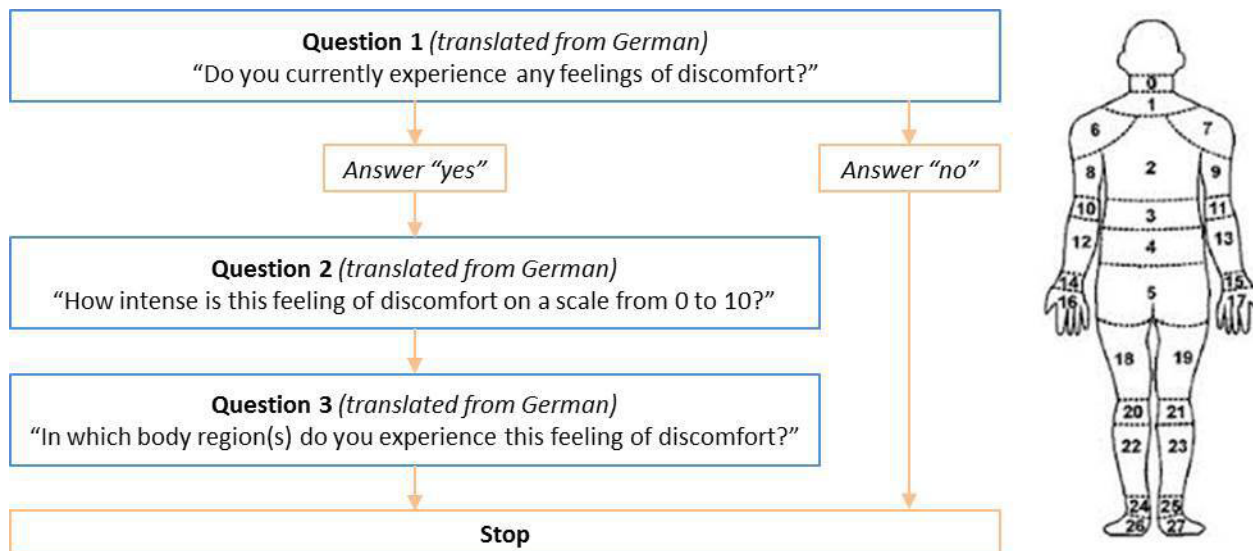 Question 1 (translated from German)
“Do you currently experience any feelings of discomfort?”
Answer “yes”
Answer “no”
Question 2 (translated from German)
“How intense is this feeling of discomfort on a scale from 0 to 10?”
Question 3 (translated from German)
“In which body region(s) do you experience this feeling of discomfort?”
Stop
0
1
6 7
2
8 9
10 3 11
12 4 13
14 5 15
16 17
18 19
20 21
22 23
24 25
26 27